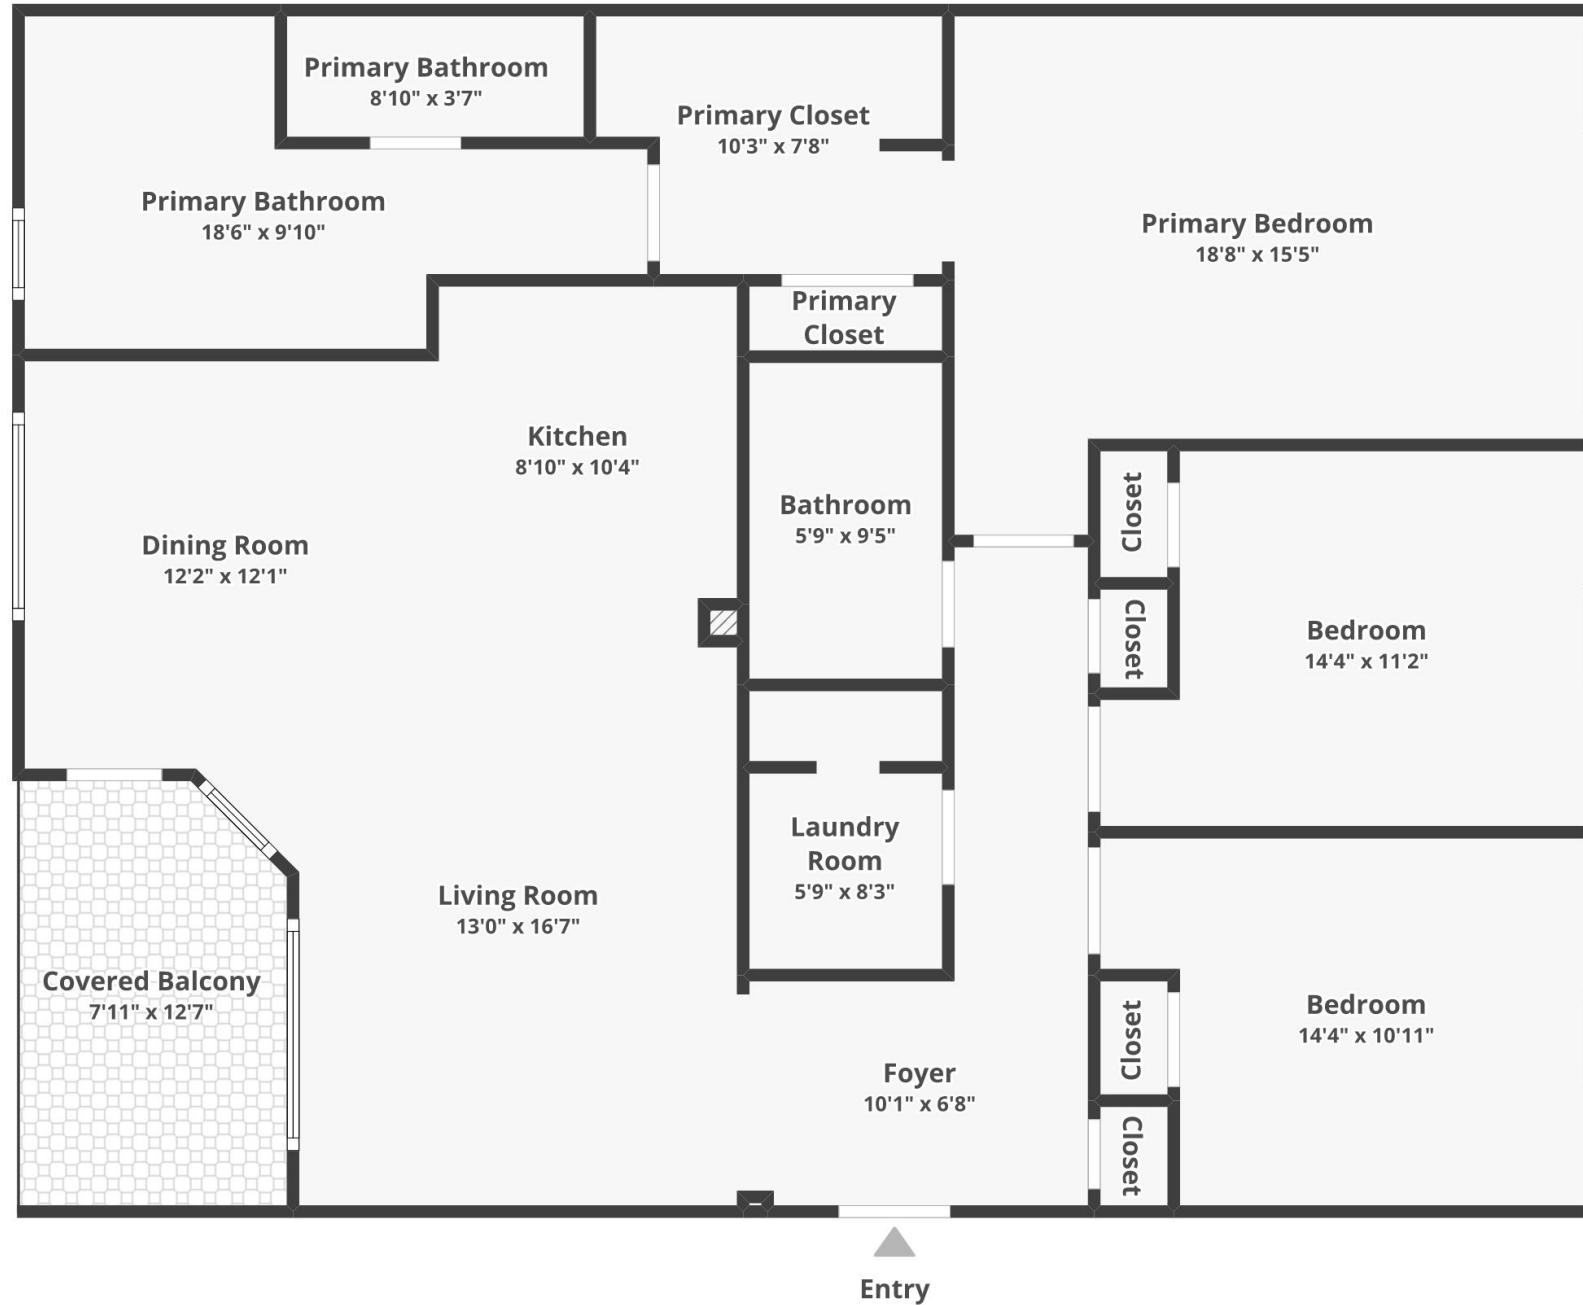 Primary Bathroom
8'10" x 3'7"
Primary Closet
10'3" x 7'8"
Primary Bathroom
18'6" x 9'10"
Primary Bedroom
18'8" x 15'5"
Primary
Closet
Kitchen
8'10" x 10'4"
Bathroom
5'9" x 9'5"
Closet
Dining Room
12'2" x 12'1"
Closet
Bedroom
14'4" x 11'2"
Laundry
Room
5'9" x 8'3"
Living Room
13'0" x 16'7"
Covered Balcony
7'11" x 12'7"
Bedroom
14'4" x 10'11"
Closet
Foyer
10'1" x 6'8"
Closet
Entry